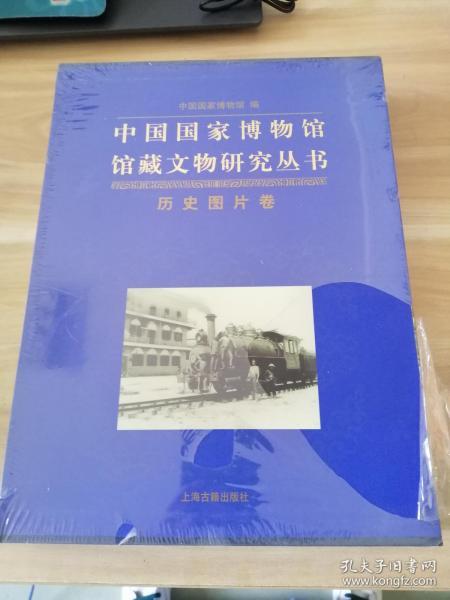 中国国家博物馆 编
中国国家博物馆
馆藏文物研究丛书
历史图片卷
上海古籍出版社
孔夫子旧书网
www.kongfz.com